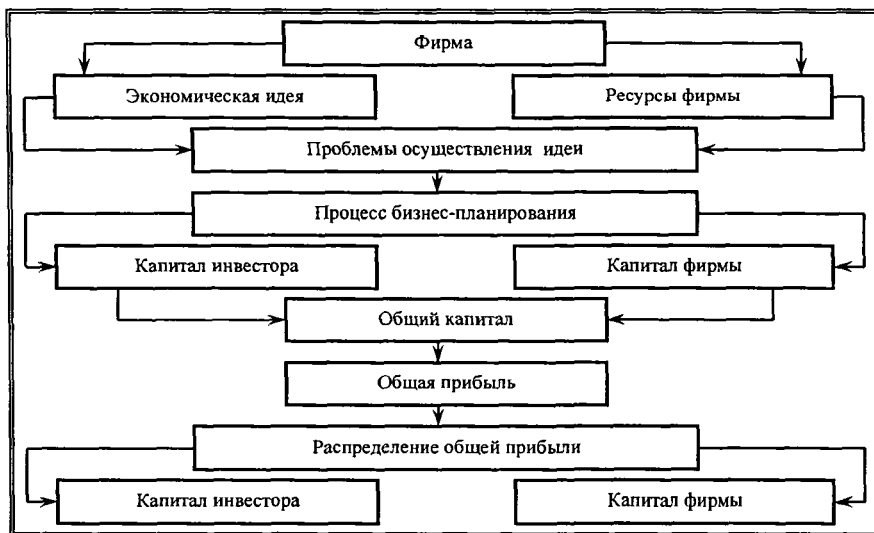 Фирма
Экономическая идея
Ресурсы фирмы
Проблемы осуществления идеи
Процесс бизнес-планирования
Капитал инвестора
Капитал фирмы
Общий капитал
Общая прибыль
Распределение общей прибыли
Капитал инвестора
Капитал фирмы